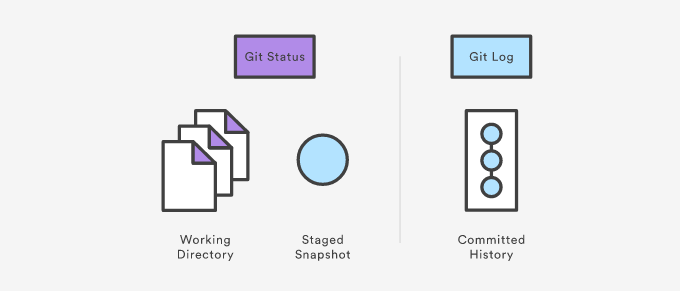 Git Status
Git Log
Working
Directory
Staged
Snapshot
Committed
History